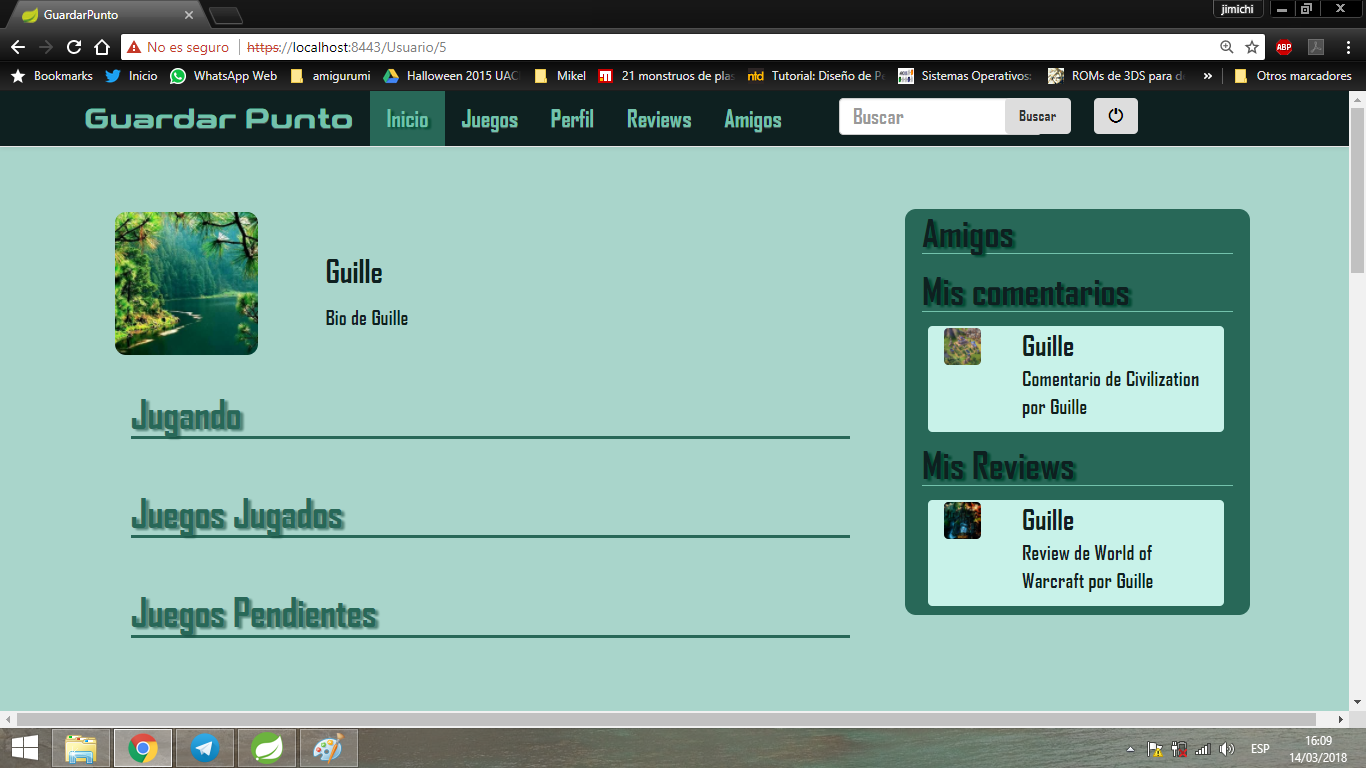 GuardarPunto
jimichi
No es seguro https://localhost:8443/Usuario/5
ABP
Bookmarks Inicio WhatsApp Web amigurumi Halloween 2015 UAC Mikel 21 monstruos de plas Tutorial: Diseño de Pe Sistemas Operativos: ROMs de 3DS para de » Otros marcadores
Guardar Punto Inicio Juegos Perfil Reviews Amigos Buscar Buscar
Guille
Bio de Guille
Jugando
Juegos Jugados
Juegos Pendientes
Amigos
Mis comentarios
Guille
Comentario de Civilization
por Guille
Mis Reviews
Guille
Review de World of
Warcraft por Guille
ESP
16:09
14/03/2018